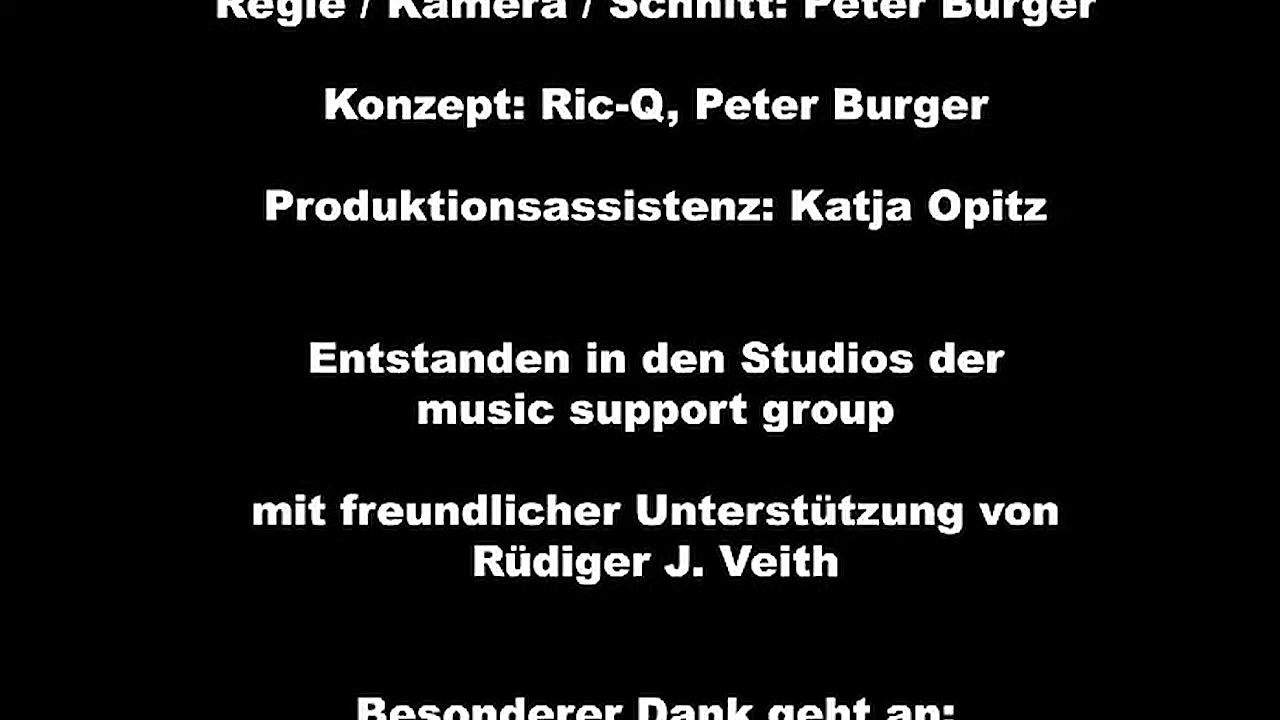 Regie / Kamera / Schnitt: Peter Burger
Konzept: Ric-Q, Peter Burger
Produktionsassistenz: Katja Opitz
Entstanden in den Studios der
music support group
mit freundlicher Unterstützung von
Rüdiger J. Veith
Besonderer Dank geht an: